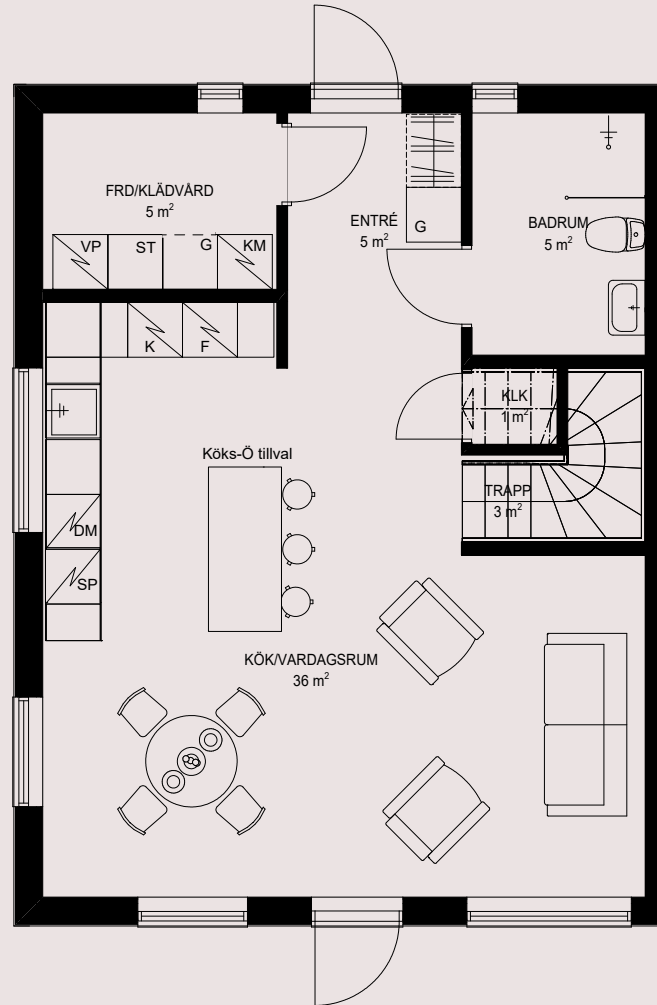 FRD/KLÄDVÅRD
5 m²
VP
ST
G
KM
ENTRÉ
5 m²
G
BADRUM
5 m²
K
F
KLK
1 m²
Köks-Ö tillval
TRAPP
3 m²
DM
SP
KÖK/VARDAGSRUM
36 m²